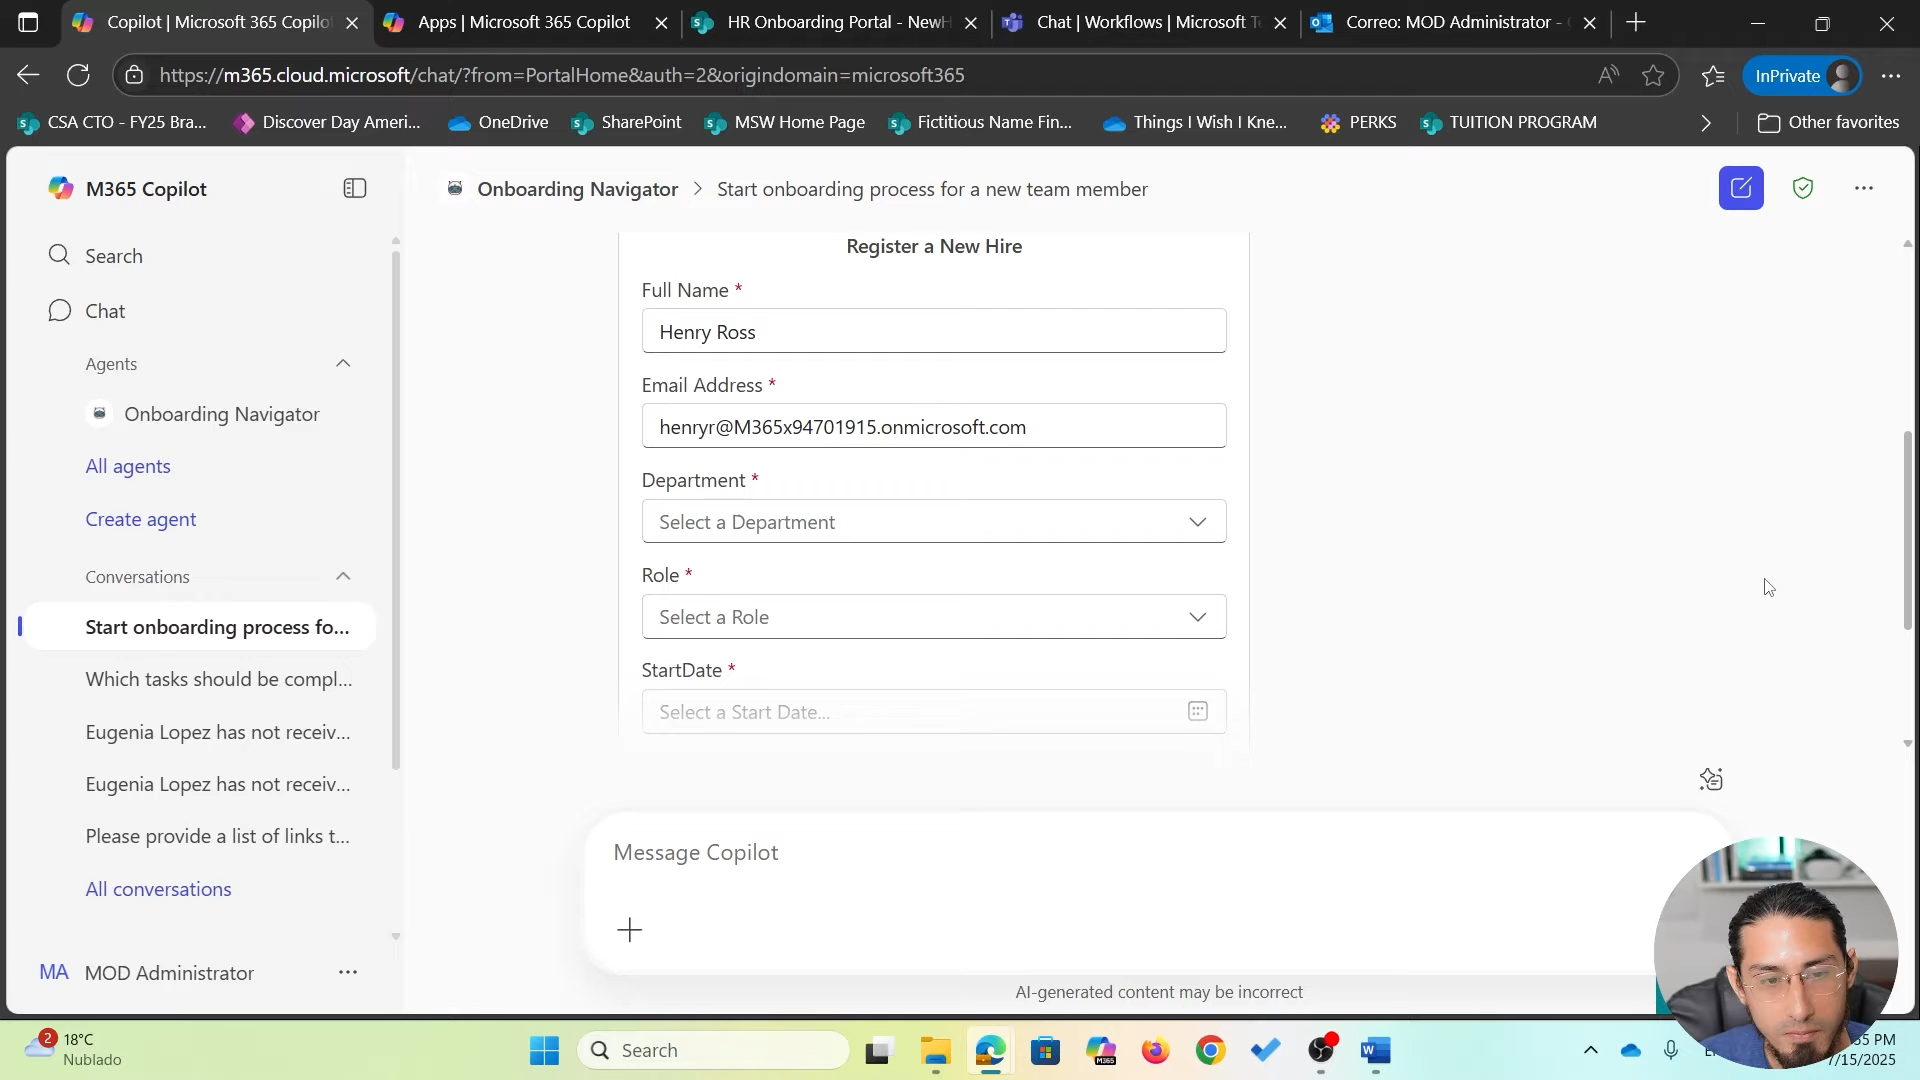 Copilot | Microsoft 365 Copilo
Apps | Microsoft 365 Copilot
HR Onboarding Portal - NewH
Chat | Workflows | Microsoft Te
Correo: MOD Administrator -
https://m365.cloud.microsoft/chat/?from=PortalHome&auth=2&origindomain=microsoft365
InPrivate
CSA CTO - FY25 Bra...
Discover Day Ameri...
OneDrive
SharePoint
MSW Home Page
Fictitious Name Fin...
Things I Wish I Kne...
PERKS
TUITION PROGRAM
Other favorites
M365 Copilot
Search
Chat
Agents
Onboarding Navigator
All agents
Create agent
Conversations
Start onboarding process fo...
Which tasks should be compl...
Eugenia Lopez has not receiv...
Eugenia Lopez has not receiv...
Please provide a list of links t...
All conversations
MA MOD Administrator
Onboarding Navigator > Start onboarding process for a new team member
Register a New Hire
Full Name *
Henry Ross
Email Address *
henryr@M365x94701915.onmicrosoft.com
Department *
Select a Department
Role *
Select a Role
StartDate *
Select a Start Date...
Message Copilot
AI-generated content may be incorrect
2
18°C
Nublado
Search
M365
55 PM
7/15/2025